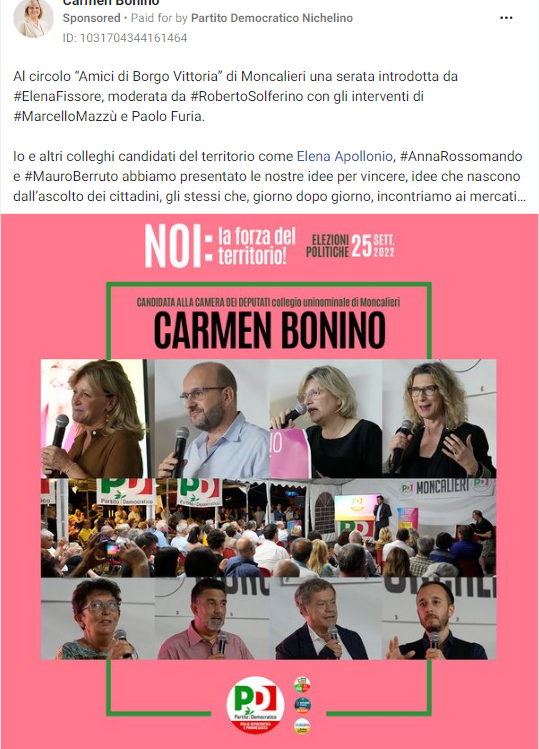 Carmen Bonino
Sponsored • Paid for by Partito Democratico Nichelino
ID: 1031704344161464
Al circolo “Amici di Borgo Vittoria” di Moncalieri una serata introdotta da
#ElenaFissore, moderata da #RobertoSolferino con gli interventi di
#MarcelloMazzù e Paolo Furia.
Io e altri colleghi candidati del territorio come Elena Apollonio, #AnnaRossomando
e #MauroBerruto abbiamo presentato le nostre idee per vincere, idee che nascono
dall’ascolto dei cittadini, gli stessi che, giorno dopo giorno, incontriamo ai mercati...
NOI: la forza del
territorio!
ELEZIONI
POLITICHE 25 SETT.
2022
CANDIDATA ALLA CAMERA DEI DEPUTATI collegio uninominale di Moncalieri
CARMEN BONINO
PD
Partito Democratico
PD
Partito Democratico
PD
PD MONCALIERI PD
PD
Partito Democratico
ITALIA DEMOCRATICA
E PROGRESSISTA